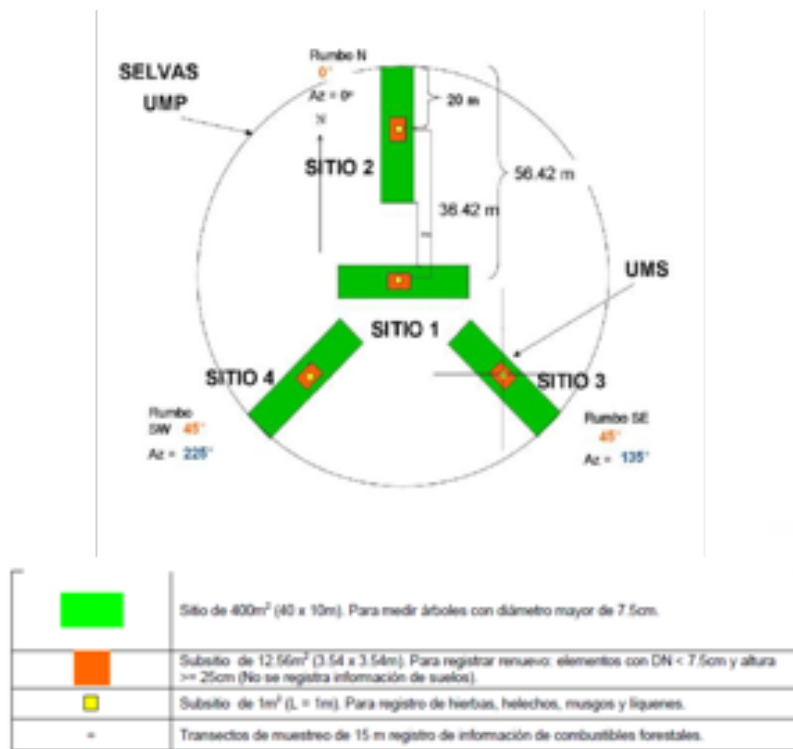 Rumbo N
0°
Az = 0º
SELVAS
UMP
N
20 m
SITIO 2
56.42 m
36.42 m
UMS
SITIO 1
SITIO 4
SITIO 3
Rumbo
SW 45°
Az = 225°
Rumbo SE
45°
Az = 135°
Sitio de 400m² (40 x 10m). Para medir árboles con diámetro mayor de 7.5cm.
Subsitio de 12.56m² (3.54 x 3.54m). Para registrar renuevo: elementos con DN < 7.5cm y altura
>= 25cm (No se registra información de suelos).
Subsitio de 1m² (L = 1m). Para registro de hierbas, helechos, musgos y líquenes.
Transectos de muestreo de 15 m registro de información de combustibles forestales.